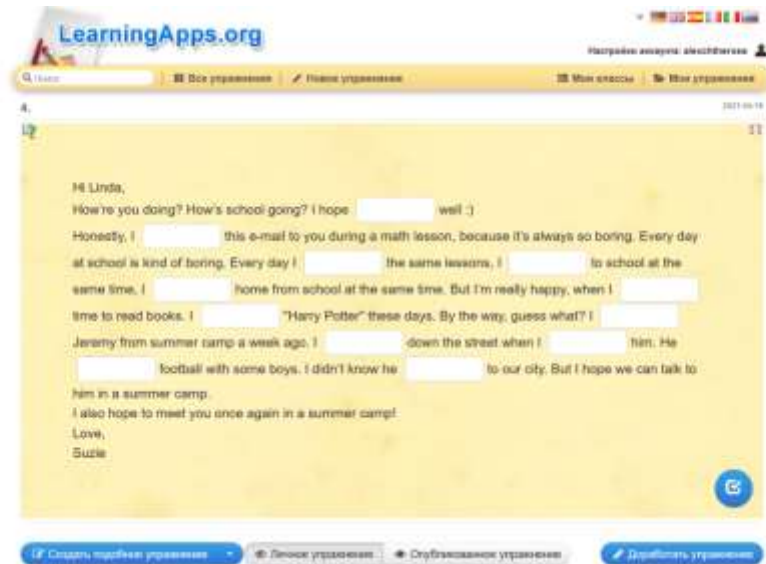 LearningApps.org
Настройки аккаунта: alexchtherese
Поиск
Все упражнения
Новое упражнение
Мои классы
Мои упражнения
4.
Hi Linda,
How're you doing? How's school going? I hope well :)
Honestly, I this e-mail to you during a math lesson, because it's always so boring. Every day
at school is kind of boring. Every day I the same lessons, I to school at the
same time, I home from school at the same time. But I'm really happy, when I
time to read books. I "Harry Potter" these days. By the way, guess what? I
Jeremy from summer camp a week ago. I down the street when I him. He
football with some boys. I didn't know he to our city. But I hope we can talk to
him in a summer camp.
I also hope to meet you once again in a summer camp!
Love,
Suzie
Создать подобное упражнение
Личное упражнение
Опубликованное упражнение
Доработать упражнение